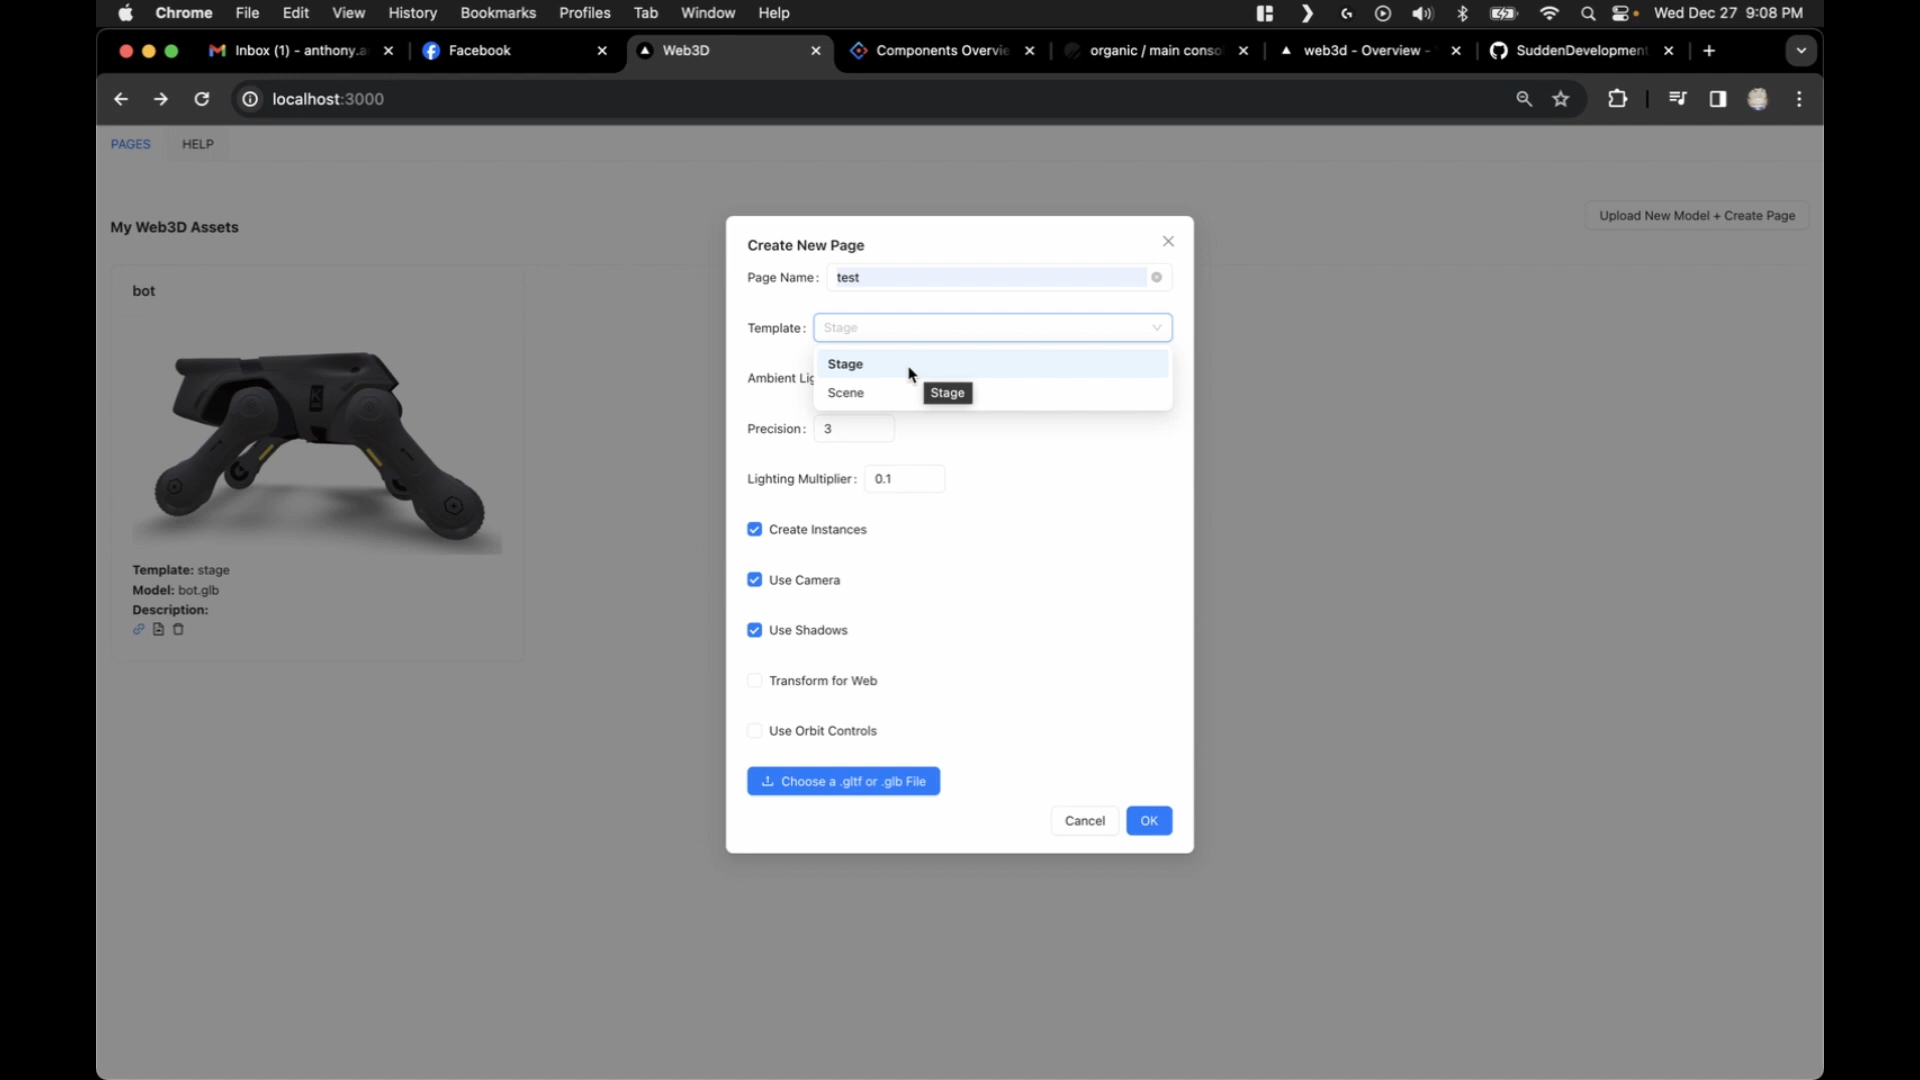 Chrome File Edit View History Bookmarks Profiles Tab Window Help Wed Dec 27 9:08 PM
Inbox (1) - anthony.a Facebook Web3D Components Overvie organic / main conso web3d - Overview - SuddenDevelopment
localhost:3000
PAGES HELP
My Web3D Assets
Upload New Model + Create Page
bot
Template: stage
Model: bot.glb
Description:
Create New Page
Page Name: test
Template: Stage
Stage
Ambient Lig
Scene
Stage
Precision: 3
Lighting Multiplier: 0.1
Create Instances
Use Camera
Use Shadows
Transform for Web
Use Orbit Controls
Choose a .gltf or .glb File
Cancel OK